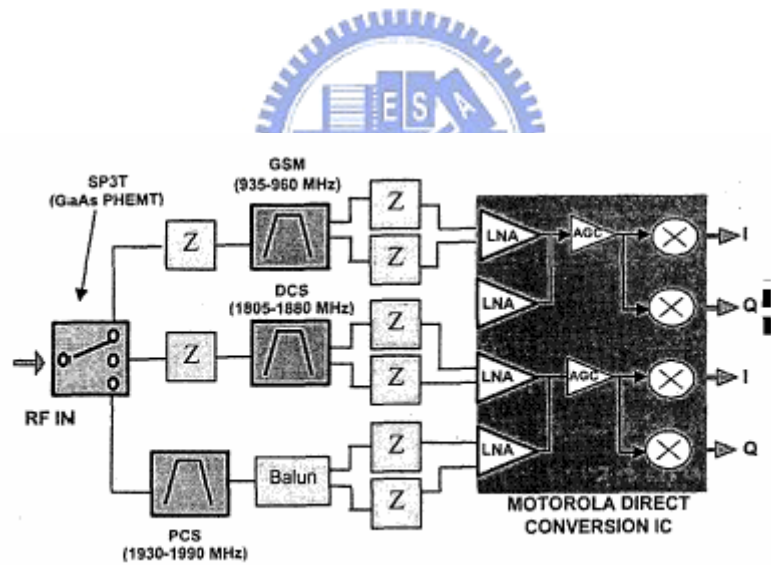 E S A
SP3T
(GaAs PHEMT)
GSM
(935-960 MHz)
Z
Z
Z
LNA
AGC
I
LNA
Q
DCS
(1805-1880 MHz)
Z
Z
Z
LNA
AGC
I
RF IN
PCS
(1930-1990 MHz)
Balun
Z
Z
LNA
Q
MOTOROLA DIRECT
CONVERSION IC